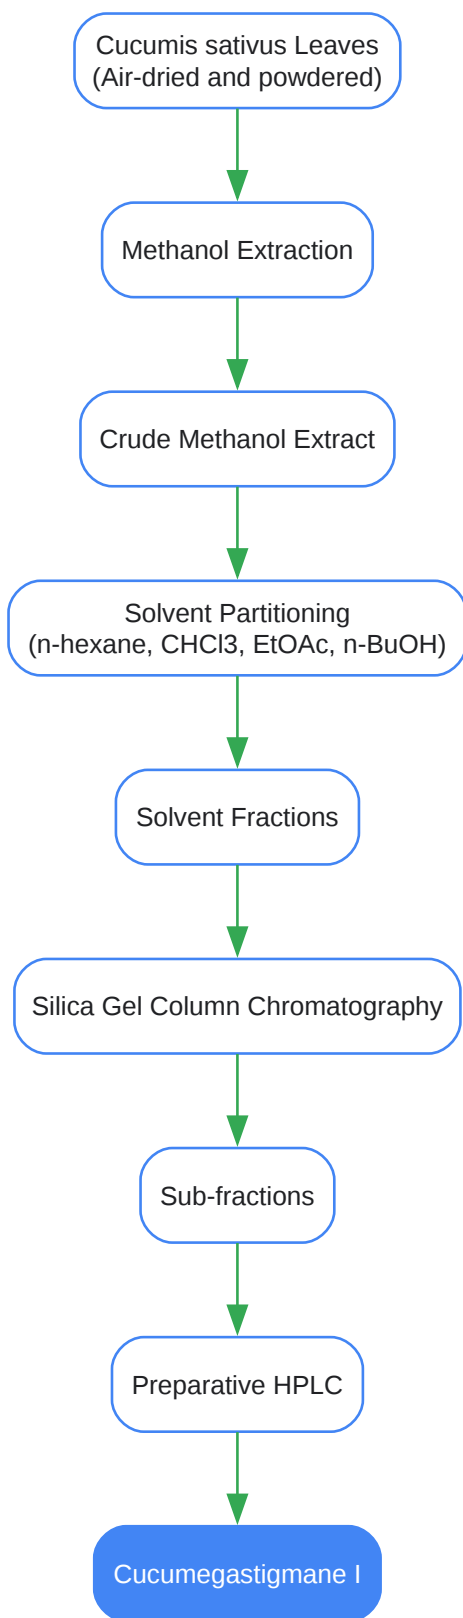 Cucumis sativus Leaves
(Air-dried and powdered)
Methanol Extraction
Crude Methanol Extract
Solvent Partitioning
(n-hexane, CHCl3, EtOAc, n-BuOH)
Solvent Fractions
Silica Gel Column Chromatography
Sub-fractions
Preparative HPLC
Cucumegastigmane I